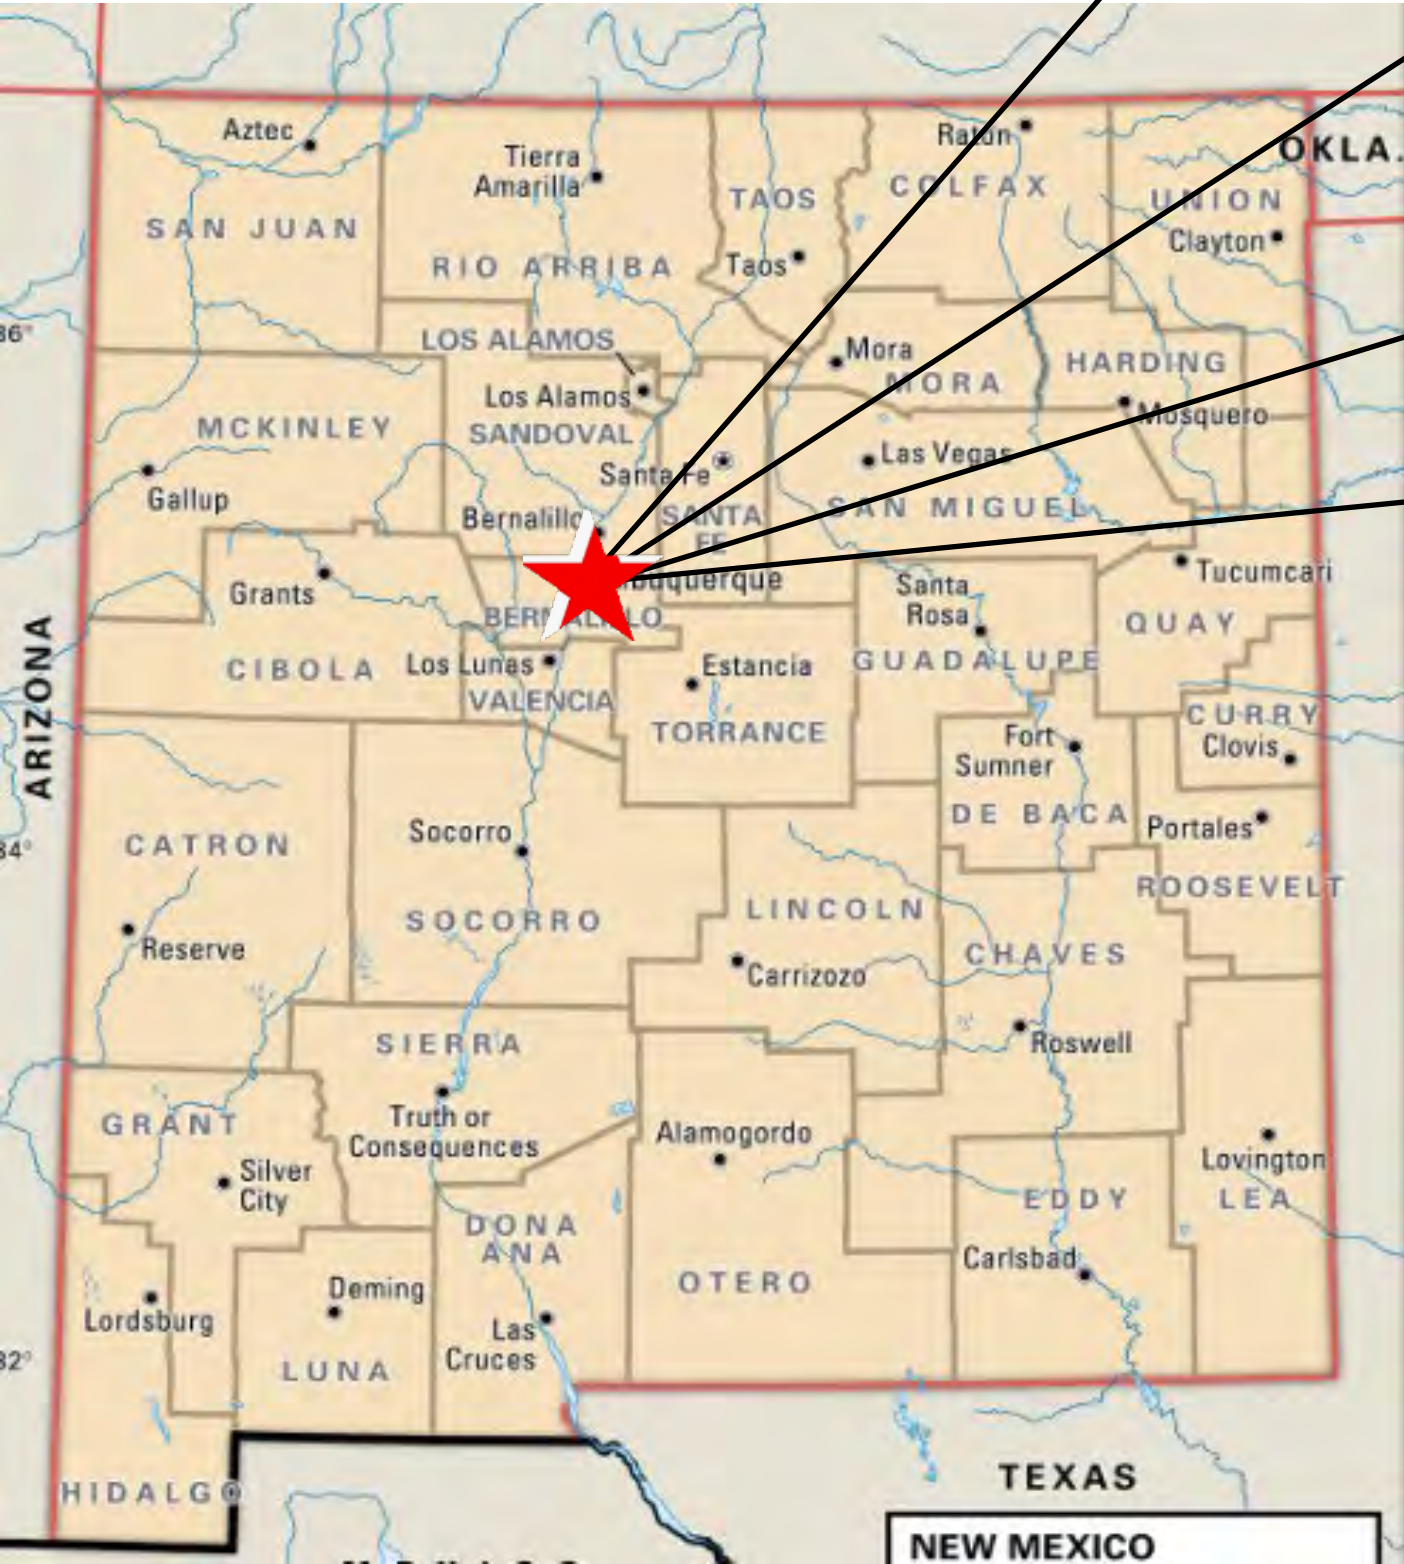 Aztec
Tierra
Amarilla
Raton
OKLA.
SAN JUAN
TAOS
COLFAX
UNION
Clayton
RIO ARRIBA
Taos
36°
LOS ALAMOS
Mora
HARDING
MORA
Los Alamos
Mosquero
MCKINLEY
SANDOVAL
Las Vegas
Santa Fe
Gallup
SAN MIGUEL
Bernalillo
SANTA
FE
Grants
buquerque
Santa
Rosa
Tucumcari
BERNALILLO
QUAY
ARIZONA
CIBOLA
Los Lunas
Estancia
GUADALUPE
VALENCIA
TORRANCE
CURRY
Fort
Sumner
Clovis
DE BACA
Portales
CATRON
Socorro
34°
ROOSEVELT
SOCORRO
LINCOLN
Reserve
CHAVES
Carrizozo
SIERRA
Roswell
GRANT
Truth or
Consequences
Alamogordo
Lovington
Silver
City
EDDY
LEA
DONA
ANA
Carlsbad
OTERO
Deming
Lordsburg
Las
Cruces
32°
LUNA
TEXAS
HIDALGO
NEW MEXICO